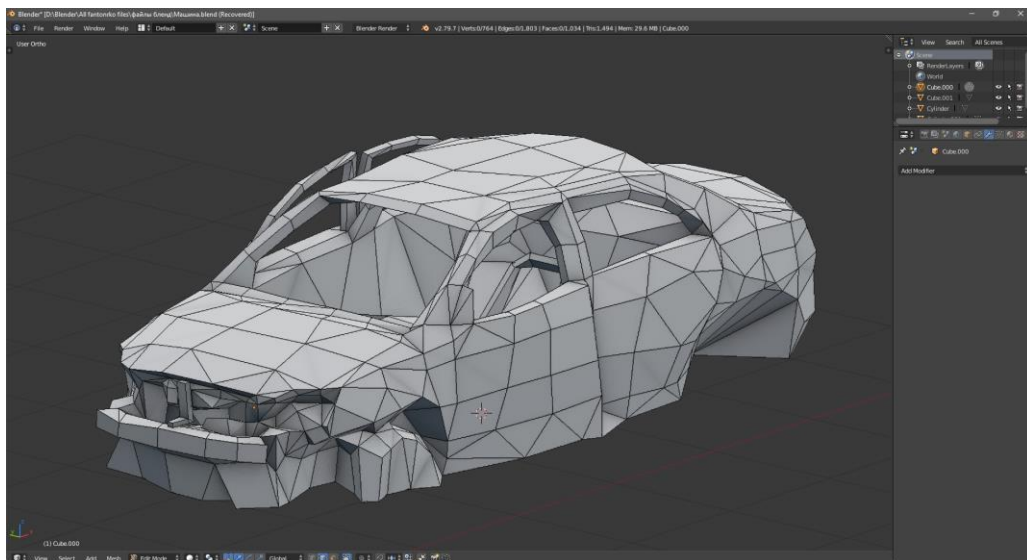 Blender* [D:\Blender\All fantonrko files\файлы бленд\Машина.blend (Recovered)]
File Render Window Help Default Scene Blender Render v2.79.7 | Verts:0/764 | Edges:0/1,803 | Faces:0/1,034 | Tris:1,494 | Mem: 29.6 MB | Cube.000
User Ortho
View Search All Scenes
Scene
RenderLayers
World
Cube.000
Cube.001
Cylinder
Cube.000
Add Modifier
(1) Cube.000
View Select Add Mesh Edit Mode Global